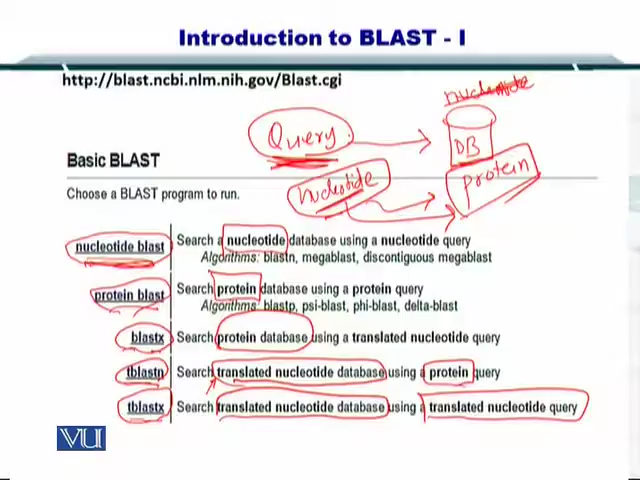 Introduction to BLAST - I
http://blast.ncbi.nlm.nih.gov/Blast.cgi
nucleotide
Query
DB
Basic BLAST
nucleotide
protein
Choose a BLAST program to run.
nucleotide blast Search a nucleotide database using a nucleotide query
Algorithms: blastn, megablast, discontiguous megablast
protein blast Search protein database using a protein query
Algorithms: blastp, psi-blast, phi-blast, delta-blast
blastx Search protein database using a translated nucleotide query
tblastn Search translated nucleotide database using a protein query
tblastx Search translated nucleotide database using a translated nucleotide query
VU